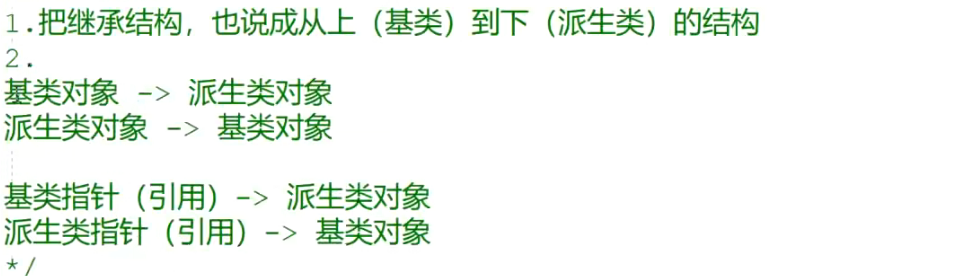 1.把继承结构，也说成从上（基类）到下（派生类）的结构
2.
基类对象 -> 派生类对象
派生类对象 -> 基类对象
基类指针（引用）-> 派生类对象
派生类指针（引用）-> 基类对象
*/